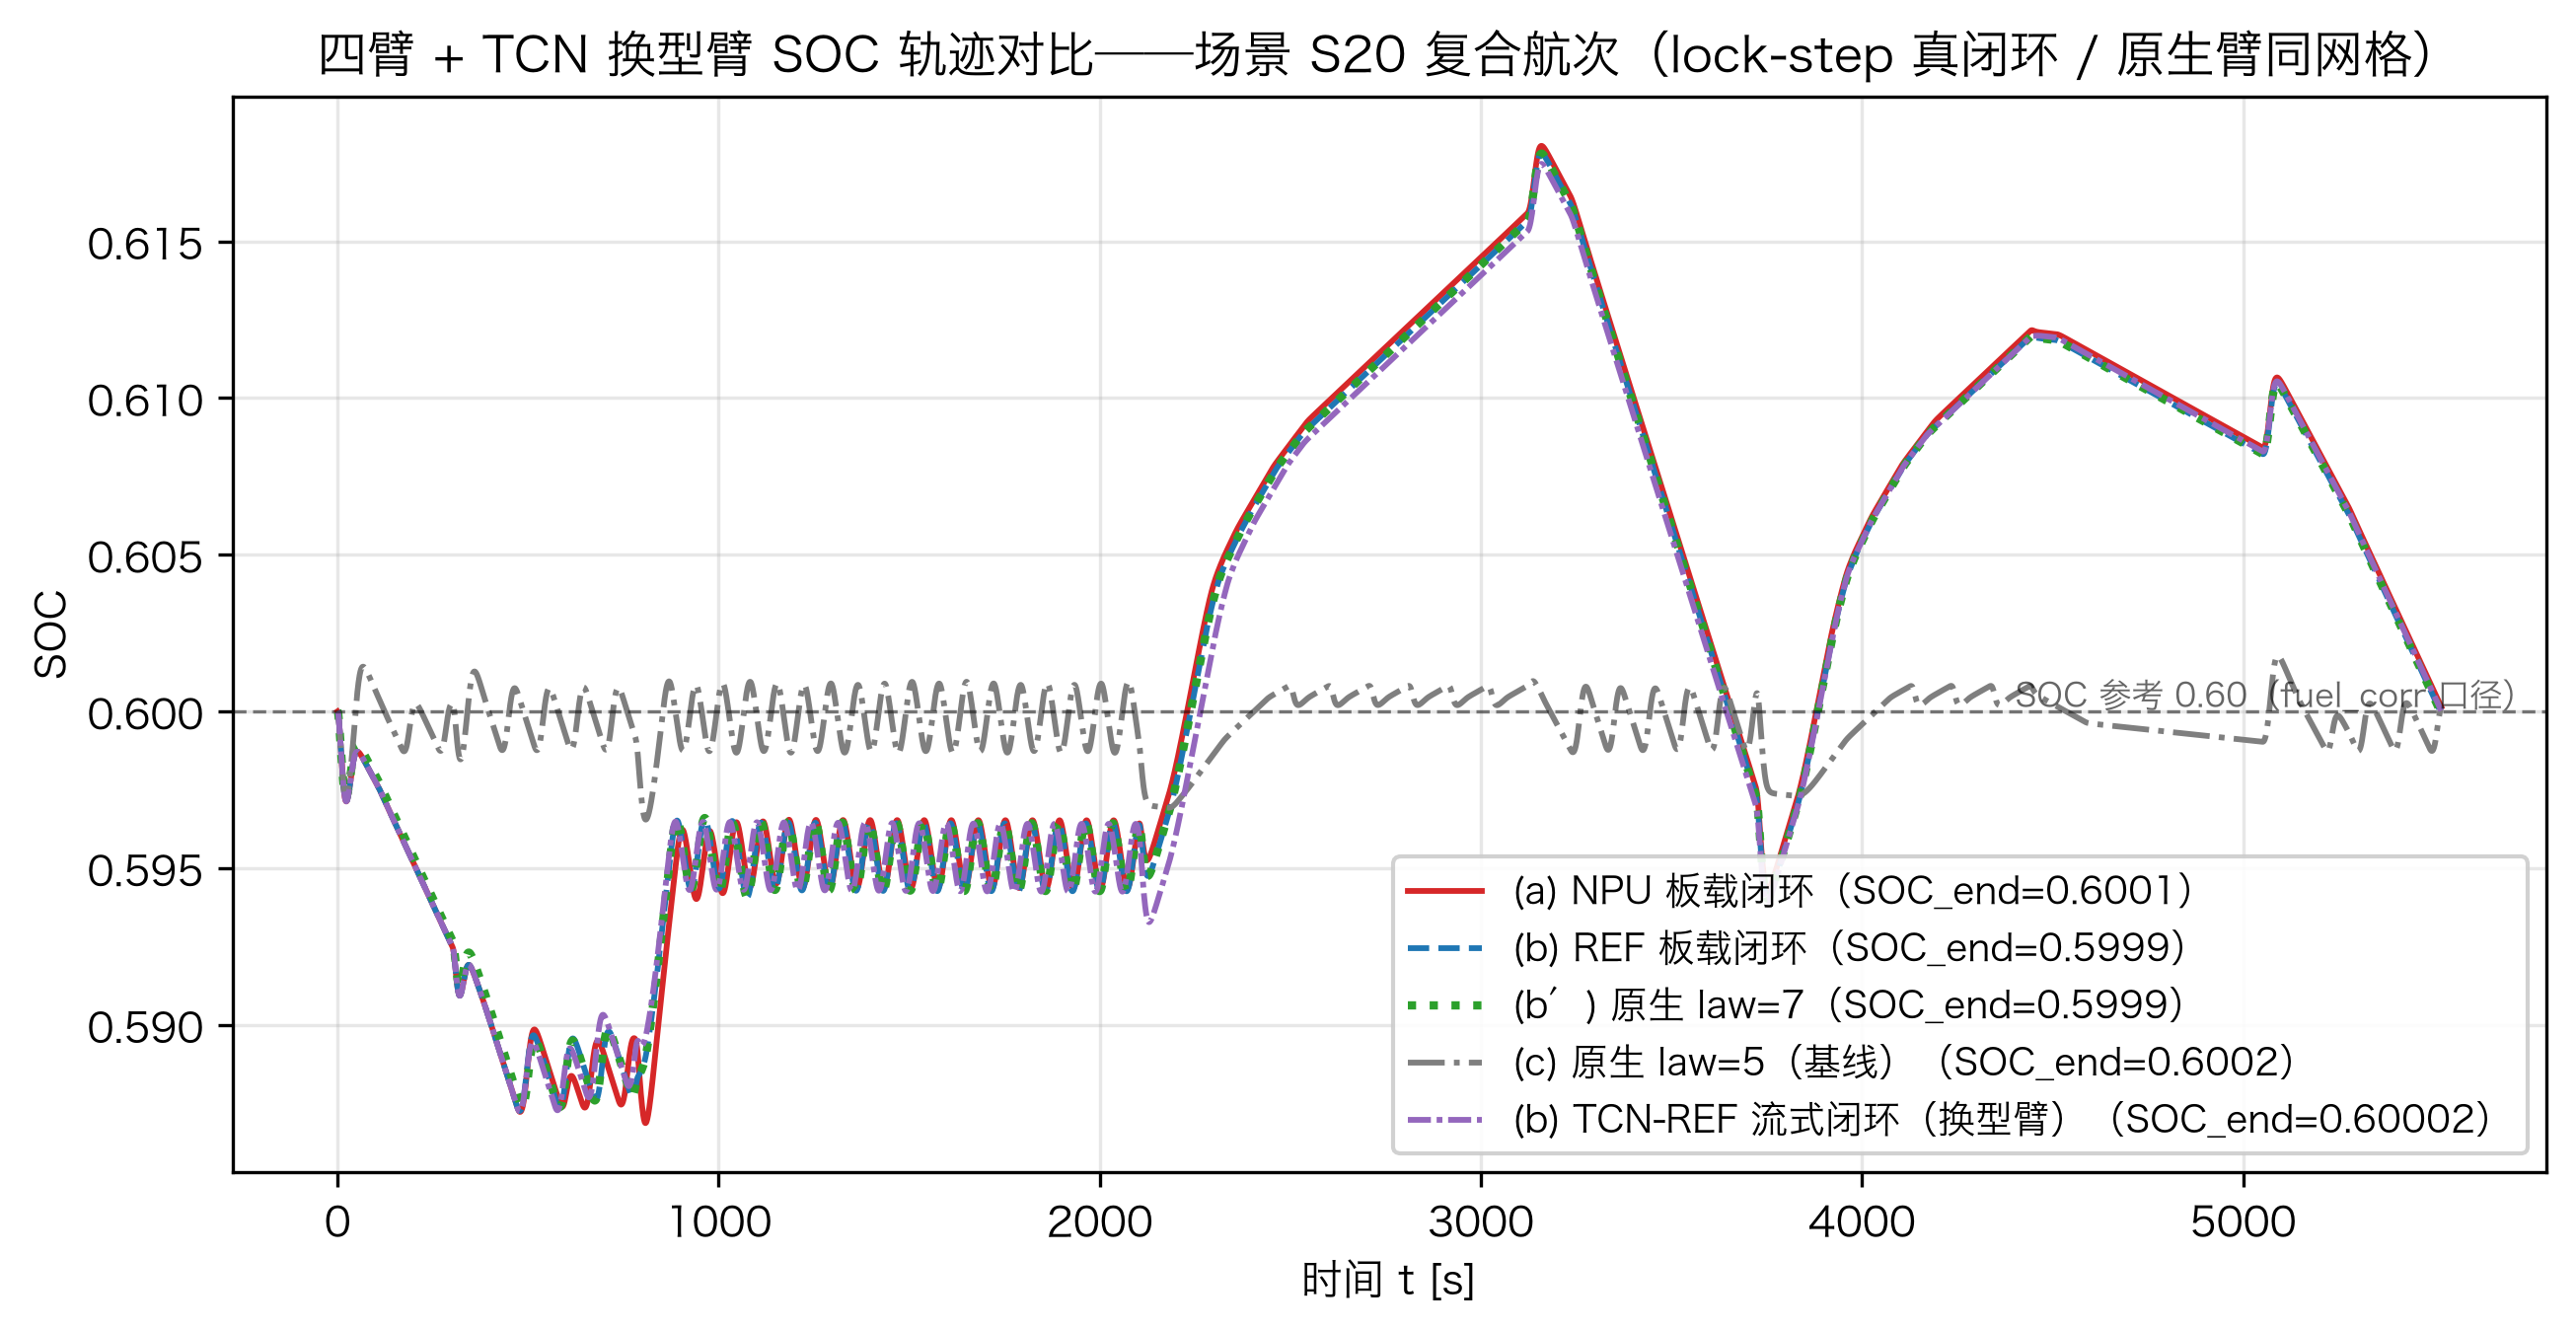 四臂 + TCN 换型臂 SOC 轨迹对比——场景 S20 复合航次（lock-step 真闭环 / 原生臂同网格）
SOC
0.615
0.610
0.605
0.600
0.595
0.590
SOC 参考 0.60（fuel_corr 口径）
(a) NPU 板载闭环（SOC_end=0.6001）
(b) REF 板载闭环（SOC_end=0.5999）
(b′) 原生 law=7（SOC_end=0.5999）
(c) 原生 law=5（基线）（SOC_end=0.6002）
(b) TCN-REF 流式闭环（换型臂）（SOC_end=0.60002）
0 1000 2000 3000 4000 5000
时间 t [s]